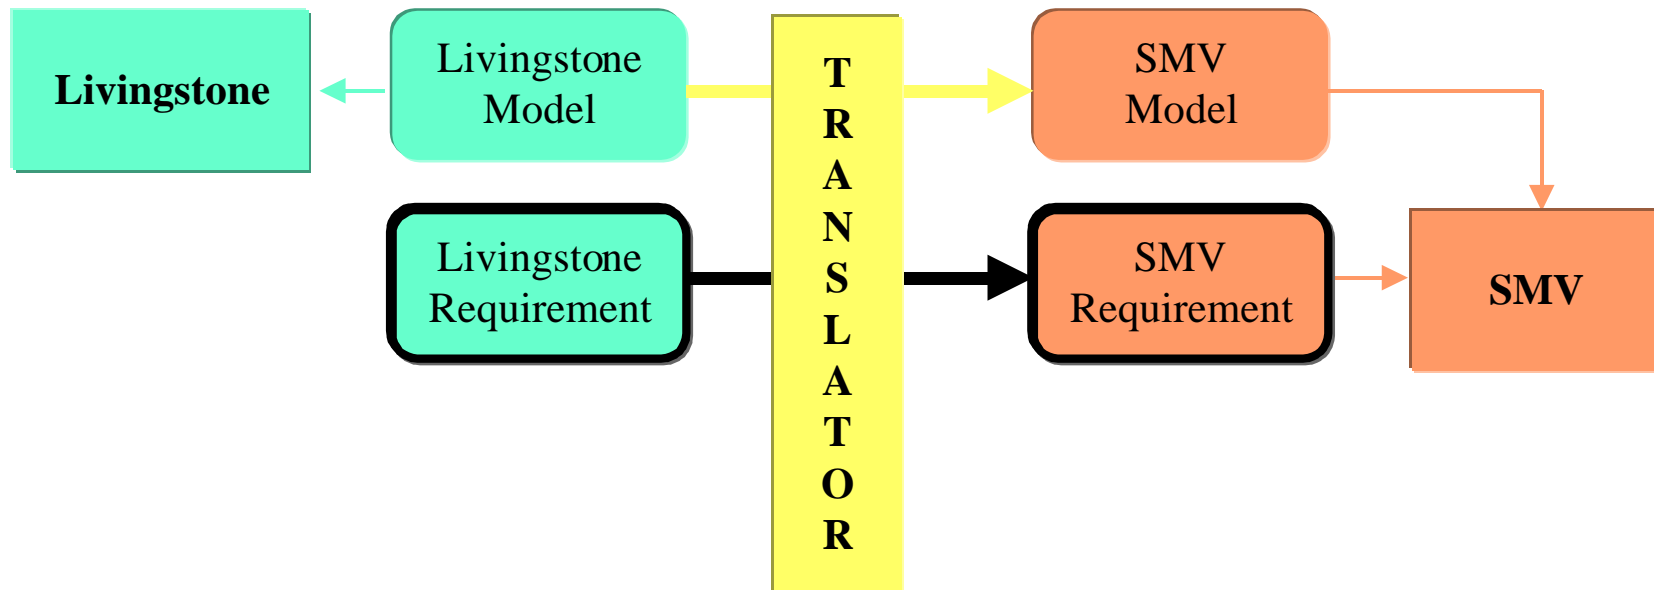 Livingstone
Livingstone
Model
Livingstone
Requirement
T
R
A
N
S
L
A
T
O
R
SMV
Model
SMV
Requirement
SMV